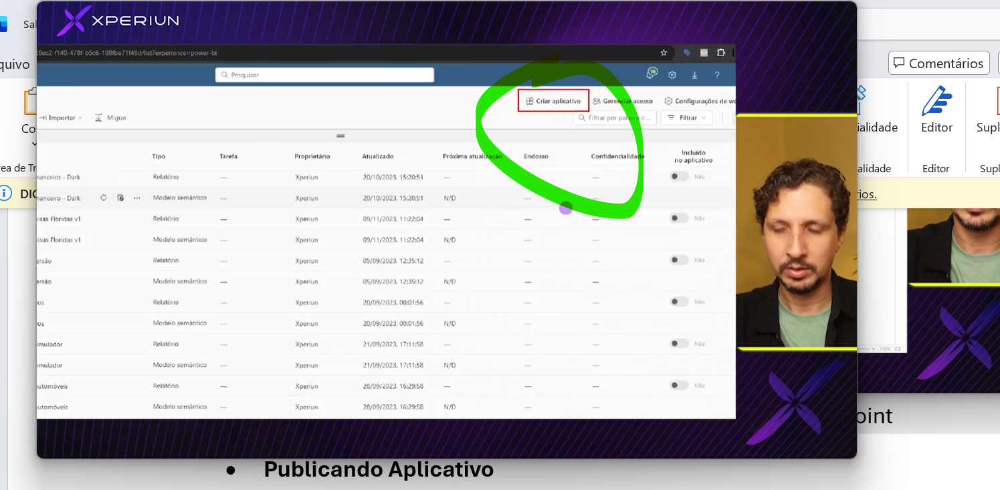 XPERIUN
Sal
quivo
Comentários
28ec2-f140-478f-b5c6-188fbe71f48d/list?experience=power-bi
Pesquisar
16
?
Criar aplicativo
Gerenciar acesso
Configurações de wo
Importar
Migrar
Filtrar por palavra-c...
Filtrar
Co
rea de Tr
ialidade
alidade
Editor
Editor
Supl
Supl
Tipo
Tarefa
Proprietário
Atualizado
Próxima atualização
Endosso
Confidencialidade
Incluído
no aplicativo
nanceiro - Dark Relatório — Xperiun 20/10/2023, 15:20:51 — — — Não
nanceiro - Dark ... Modelo semântico — Xperiun 20/10/2023, 15:20:51 N/D — —
isas Floridas v1 Relatório — Xperiun 09/11/2023, 11:22:04 — — — Não
isas Floridas v1 Modelo semântico — Xperiun 09/11/2023, 11:22:04 N/D — —
ersão Relatório — Xperiun 05/09/2023, 12:35:12 — — — Não
ersão Modelo semântico — Xperiun 05/09/2023, 12:35:12 N/D — —
los Relatório — Xperiun 20/09/2023, 00:01:56 — — — Não
los Modelo semântico — Xperiun 20/09/2023, 00:01:56 N/D — —
imulador Relatório — Xperiun 21/09/2023, 17:11:58 — — — Não
imulador Modelo semântico — Xperiun 21/09/2023, 17:11:58 N/D — —
utomóveis Relatório — Xperiun 28/09/2023, 16:29:58 — — — Não
utomóveis Modelo semântico — Xperiun 28/09/2023, 16:29:58 N/D — —
DIC
rios.
116%
oint
• Publicando Aplicativo